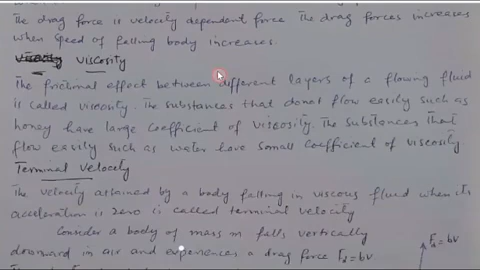 The drag force is velocity dependent force The drag forces increases
when speed of falling body increases.
VISCOSITY
The frictional effect between different layers of a flowing fluid
is called viscosity. The substances that donot flow easily such as
honey have large coefficient of viscosity. The substances That
flow easily such as water have small coefficient of viscosity
Terminal Velocity
The velocity attained by a body falling in viscous fluid when its
acceleration is zero is called terminal velocity
Consider a body of mass m falls vertically
downward in air and experiences a drag force Fd=bv
Fd=bv